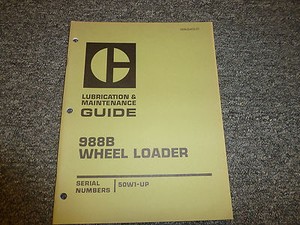 LUBRICATION &
MAINTENANCE
GUIDE
988B
WHEEL LOADER
SERIAL
NUMBERS
50W1-UP